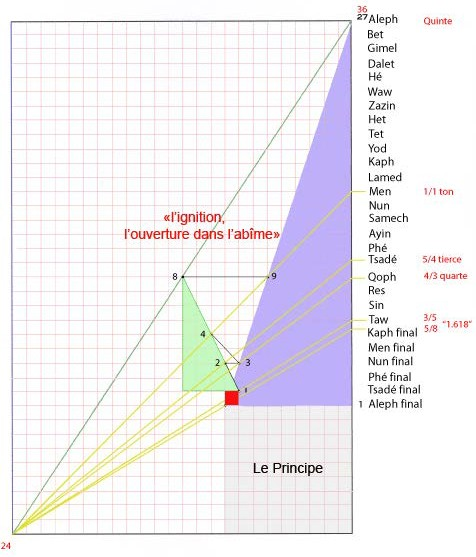 36
27 Aleph
Quinte
Bet
Gimel
Dalet
Hé
Waw
Zazin
Het
Tet
Yod
Kaph
Lamed
Men
1/1 ton
Nun
Samech
Ayin
Phé
Tsadé
5/4 tierce
Qoph
4/3 quarte
Res
Sin
Taw
3/5
"1.618"
Kaph final
5/8
Men final
Nun final
Phé final
Tsadé final
1 Aleph final
«l'ignition,
l'ouverture dans l'abîme»
8
9
4
2
3
1
Le Principe
24